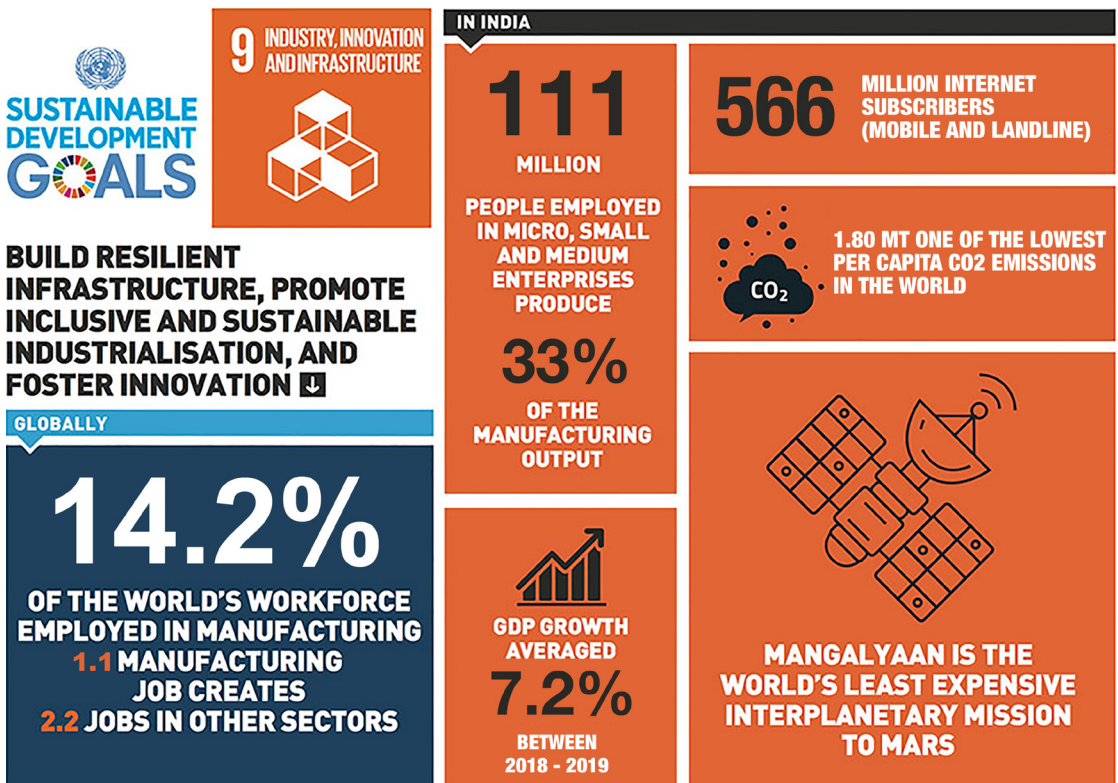 SUSTAINABLE
DEVELOPMENT
GOALS
9 INDUSTRY, INNOVATION
AND INFRASTRUCTURE
BUILD RESILIENT
INFRASTRUCTURE, PROMOTE
INCLUSIVE AND SUSTAINABLE
INDUSTRIALISATION, AND
FOSTER INNOVATION
GLOBALLY
14.2%
OF THE WORLD'S WORKFORCE
EMPLOYED IN MANUFACTURING
1.1 MANUFACTURING
JOB CREATES
2.2 JOBS IN OTHER SECTORS
IN INDIA
111
MILLION
PEOPLE EMPLOYED
IN MICRO, SMALL
AND MEDIUM
ENTERPRISES
PRODUCE
33%
OF THE
MANUFACTURING
OUTPUT
GDP GROWTH
AVERAGED
7.2%
BETWEEN
2018 - 2019
566 MILLION INTERNET
SUBSCRIBERS
(MOBILE AND LANDLINE)
CO2
1.80 MT ONE OF THE LOWEST
PER CAPITA CO2 EMISSIONS
IN THE WORLD
MANGALYAAN IS THE
WORLD'S LEAST EXPENSIVE
INTERPLANETARY MISSION
TO MARS